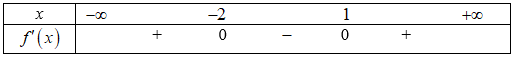 x −∞ −2 1 +∞
f′(x) + 0 − 0 +